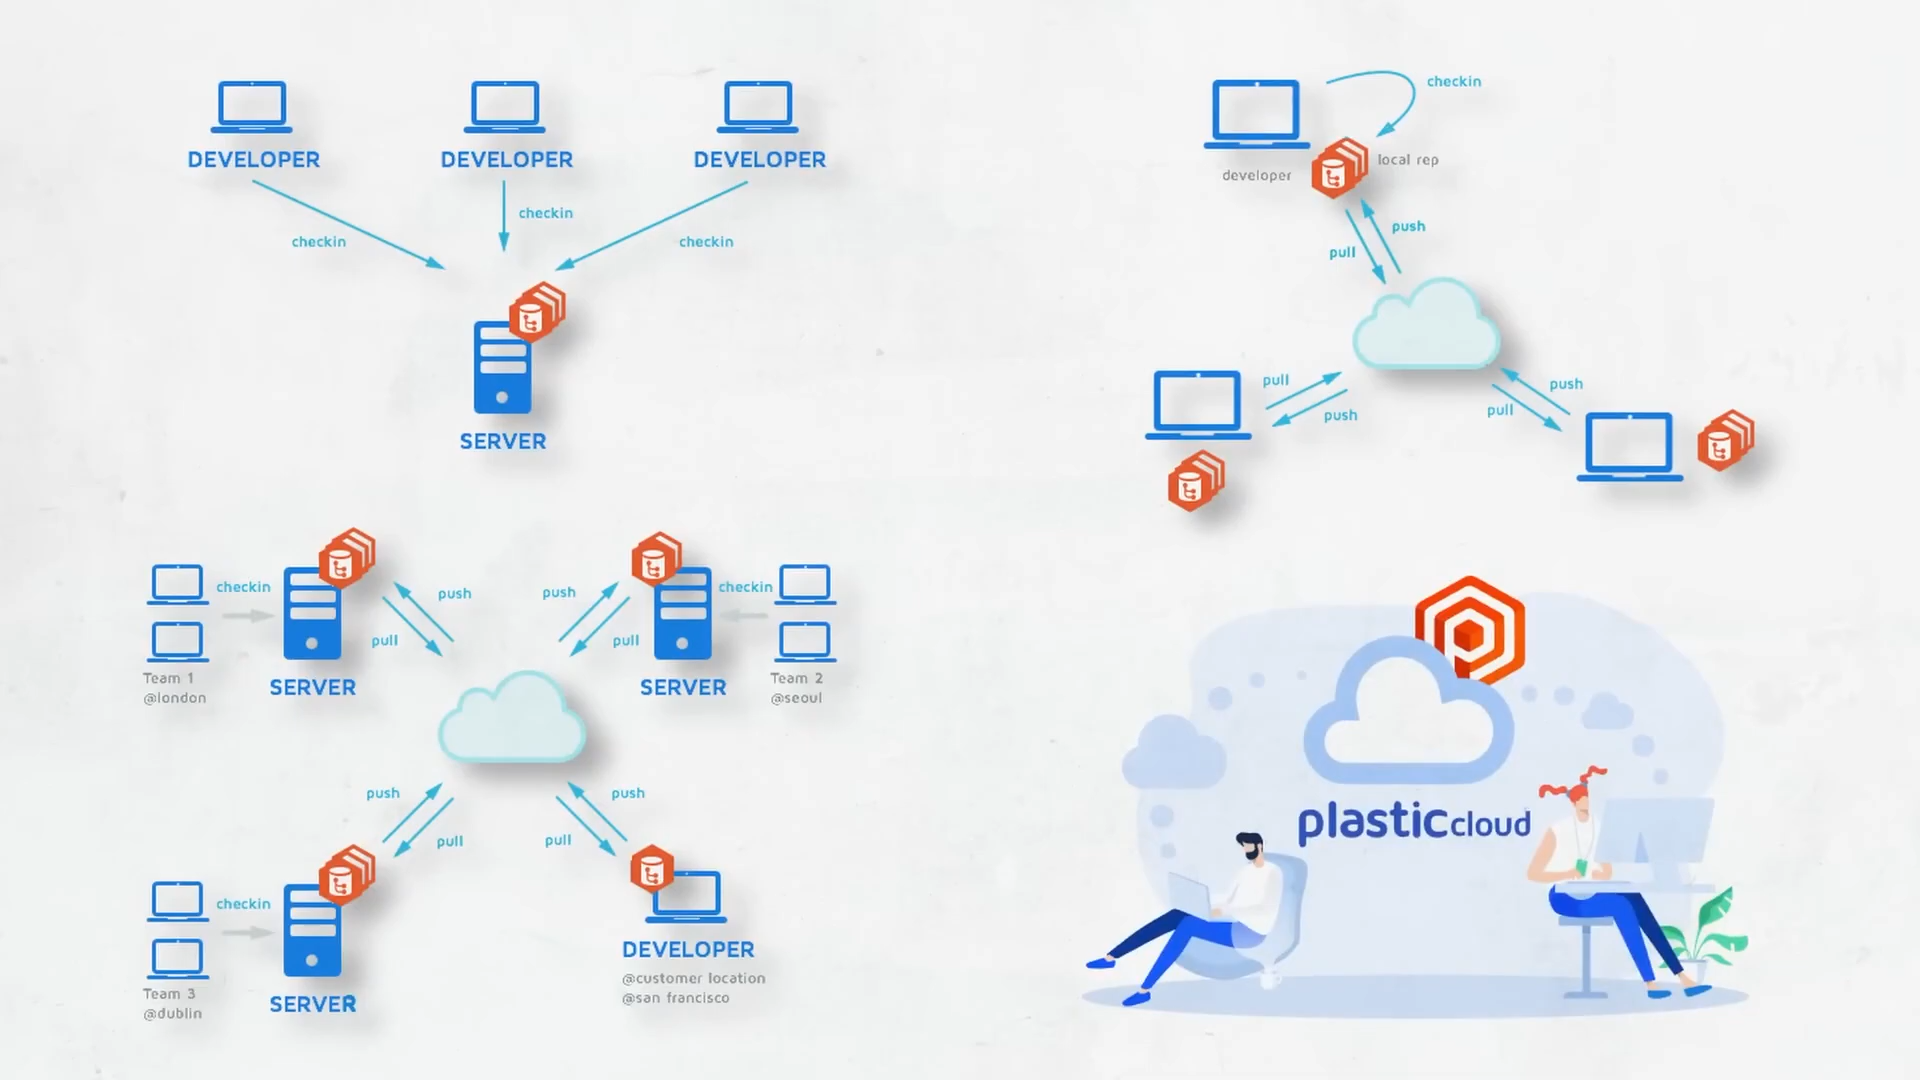 DEVELOPER
DEVELOPER
DEVELOPER
checkin
checkin
checkin
SERVER
checkin
developer
local rep
push
pull
pull
push
push
pull
checkin
SERVER
Team 1
@london
push
pull
push
pull
checkin
SERVER
Team 2
@seoul
push
pull
push
pull
checkin
SERVER
Team 3
@dublin
DEVELOPER
@customer location
@san francisco
plasticcloud